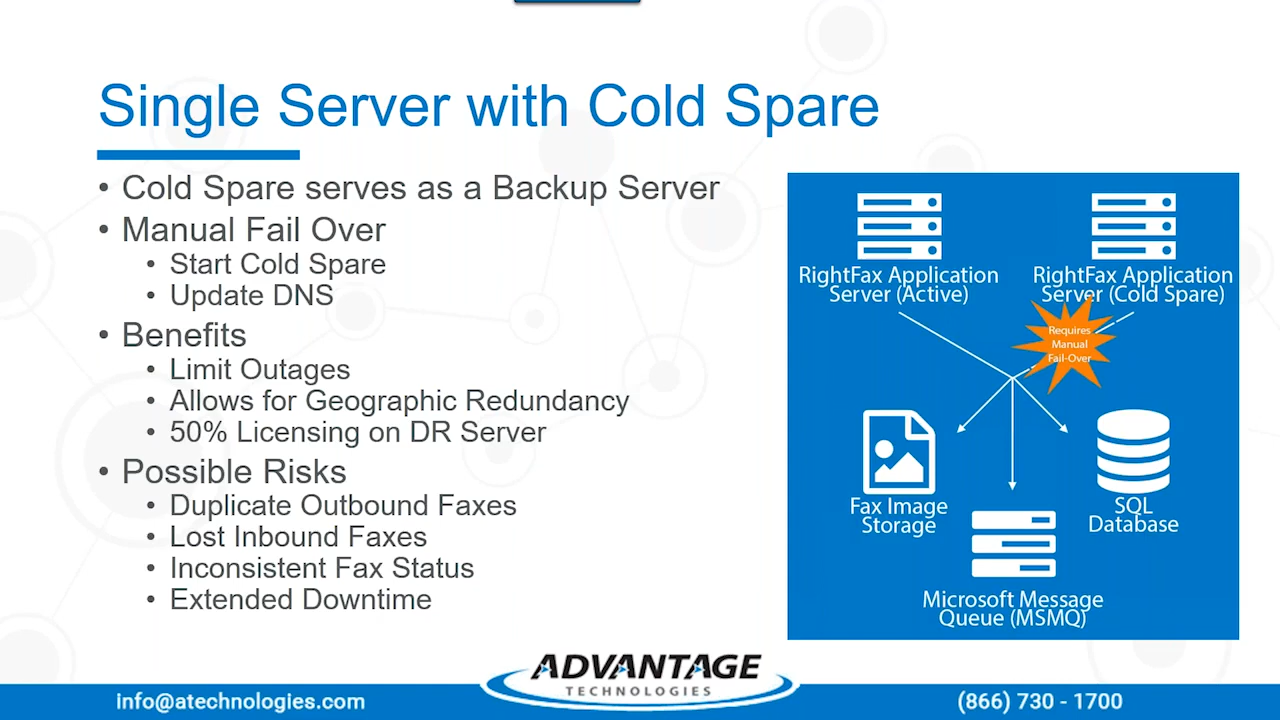 Single Server with Cold Spare
• Cold Spare serves as a Backup Server
• Manual Fail Over
• Start Cold Spare
• Update DNS
• Benefits
• Limit Outages
• Allows for Geographic Redundancy
• 50% Licensing on DR Server
• Possible Risks
• Duplicate Outbound Faxes
• Lost Inbound Faxes
• Inconsistent Fax Status
• Extended Downtime
RightFax Application
Server (Active)
RightFax Application
Server (Cold Spare)
Requires
Manual
Fail-Over
Fax Image
Storage
SQL
Database
Microsoft Message
Queue (MSMQ)
info@atechnologies.com
ADVANTAGE
TECHNOLOGIES
(866) 730 - 1700